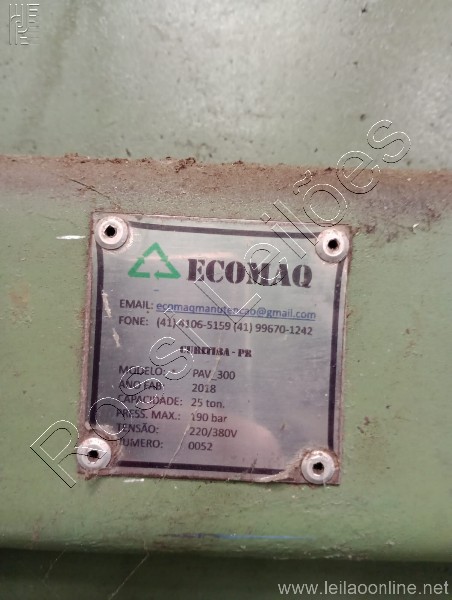 ECOMAQ
EMAIL: ecomaqmanutencao@gmail.com
FONE: (41) 4106-5159 (41) 99670-1242
CURITIBA - PR
MODELO: PAV_300
ANO FAB: 2018
CAPACIDADE: 25 ton.
PRESS. MAX.: 190 bar
TENSÃO: 220/380V
NUMERO: 0052
Rossi Leilões
www.leilaoonline.net